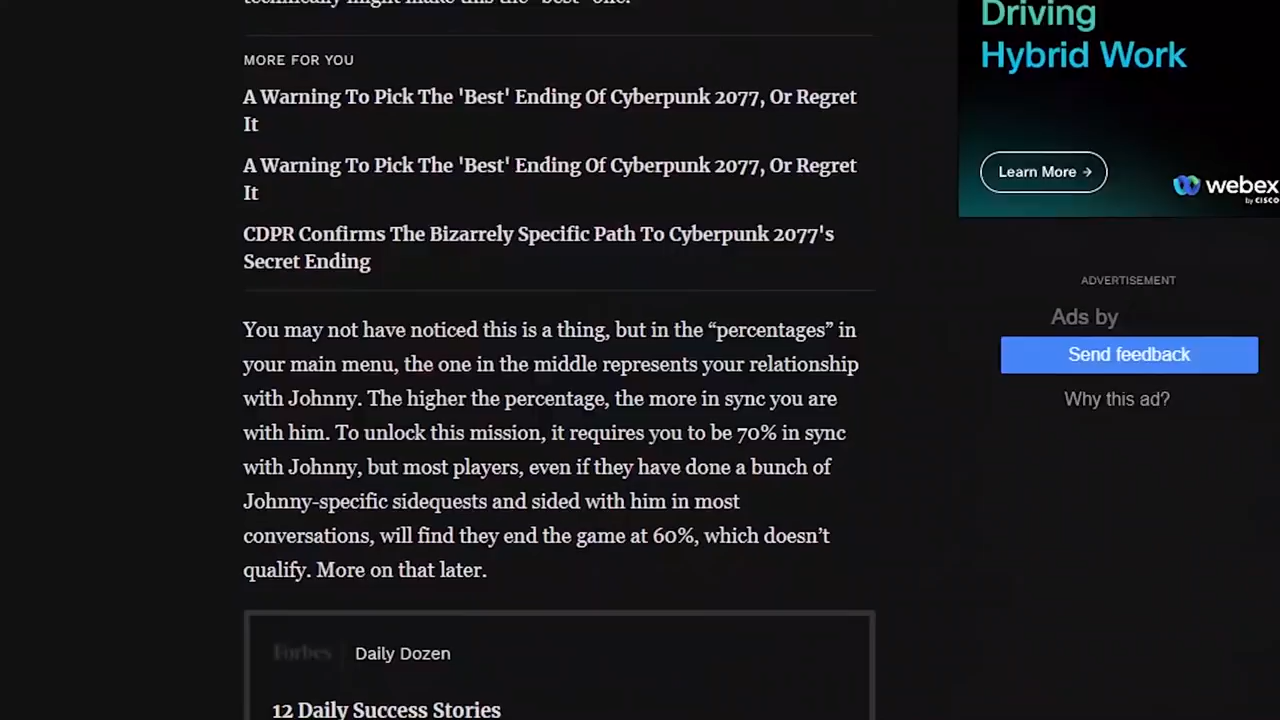 technically might make this the "best" one.
MORE FOR YOU
A Warning To Pick The 'Best' Ending Of Cyberpunk 2077, Or Regret
It
A Warning To Pick The 'Best' Ending Of Cyberpunk 2077, Or Regret
It
CDPR Confirms The Bizarrely Specific Path To Cyberpunk 2077's
Secret Ending
You may not have noticed this is a thing, but in the “percentages” in
your main menu, the one in the middle represents your relationship
with Johnny. The higher the percentage, the more in sync you are
with him. To unlock this mission, it requires you to be 70% in sync
with Johnny, but most players, even if they have done a bunch of
Johnny-specific sidequests and sided with him in most
conversations, will find they end the game at 60%, which doesn’t
qualify. More on that later.
Forbes
Daily Dozen
12 Daily Success Stories
Driving
Hybrid Work
Learn More →
webex
by CISCO
ADVERTISEMENT
Ads by
Send feedback
Why this ad?